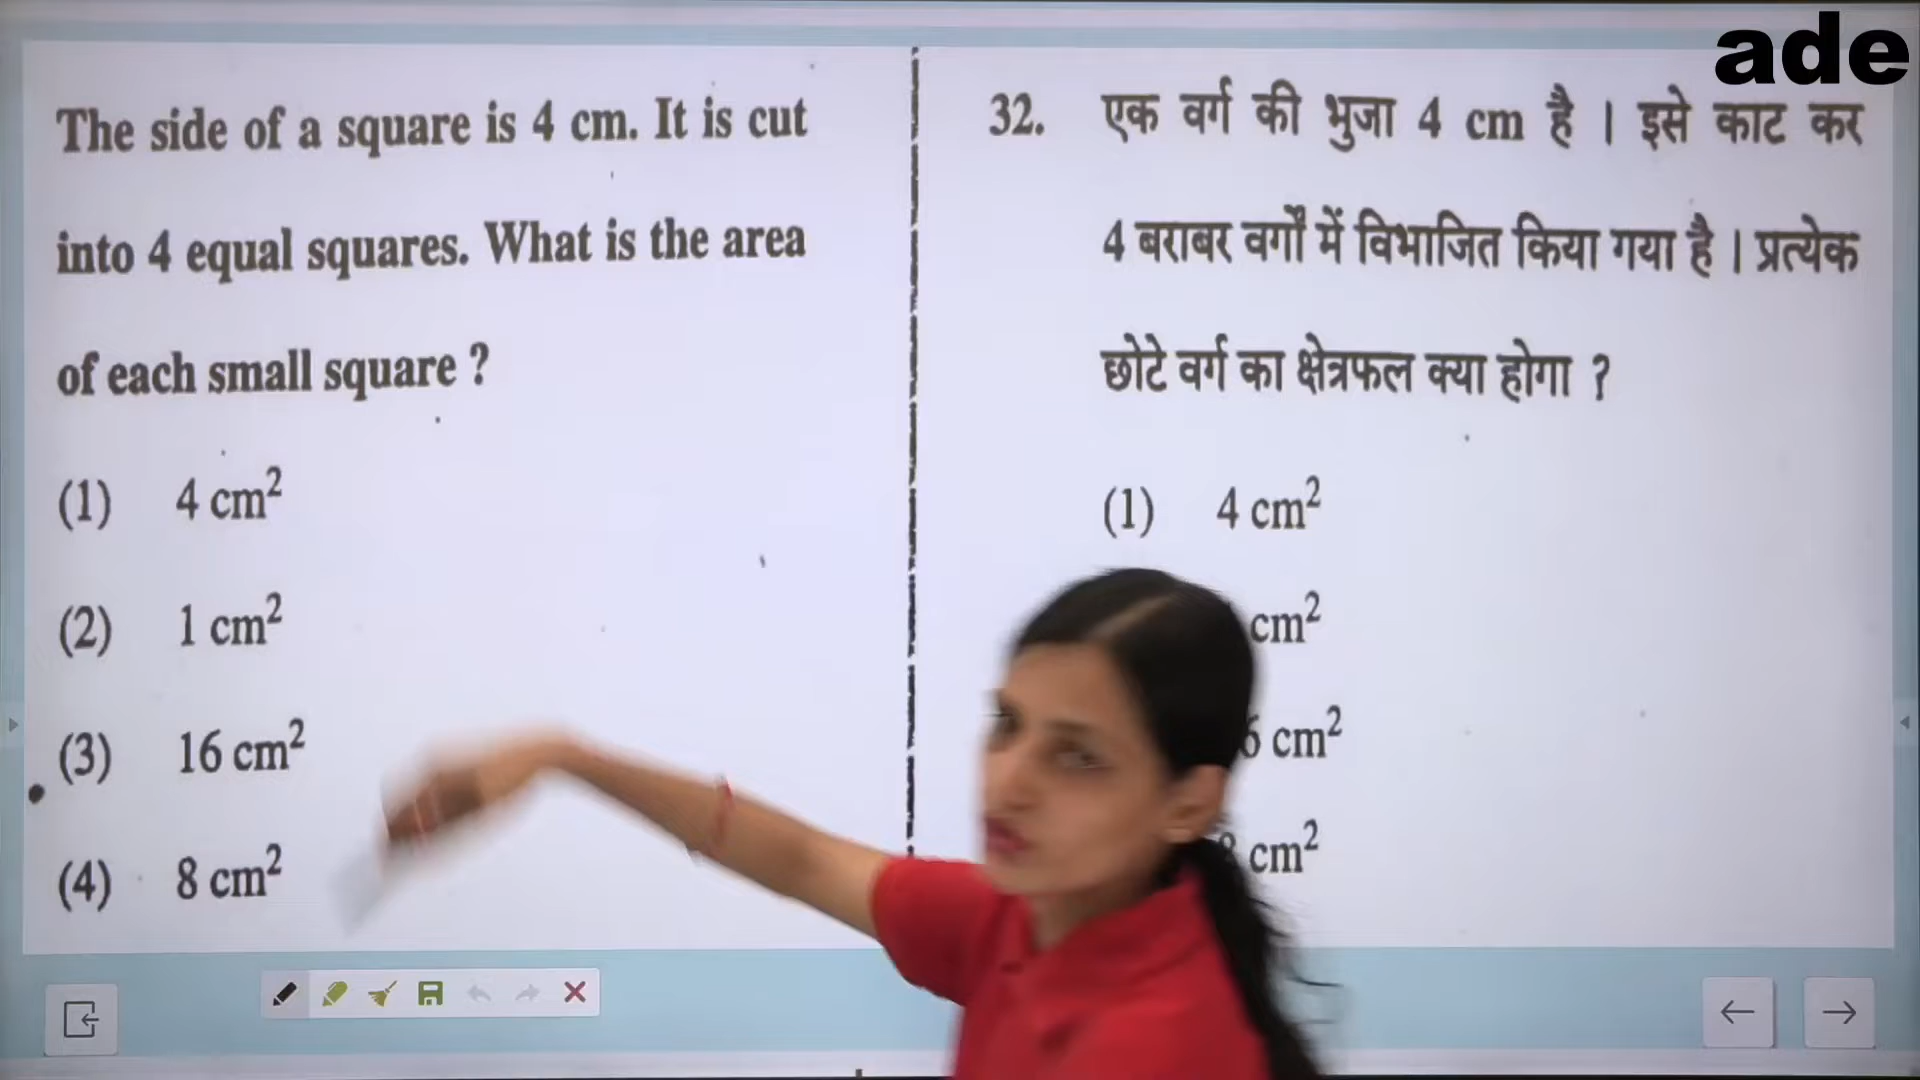 ade
The side of a square is 4 cm. It is cut
into 4 equal squares. What is the area
of each small square ?
(1) 4 cm²
(2) 1 cm²
(3) 16 cm²
(4) 8 cm²
32. एक वर्ग की भुजा 4 cm है । इसे काट कर
4 बराबर वर्गों में विभाजित किया गया है । प्रत्येक
छोटे वर्ग का क्षेत्रफल क्या होगा ?
(1) 4 cm²
cm²
6 cm²
cm²